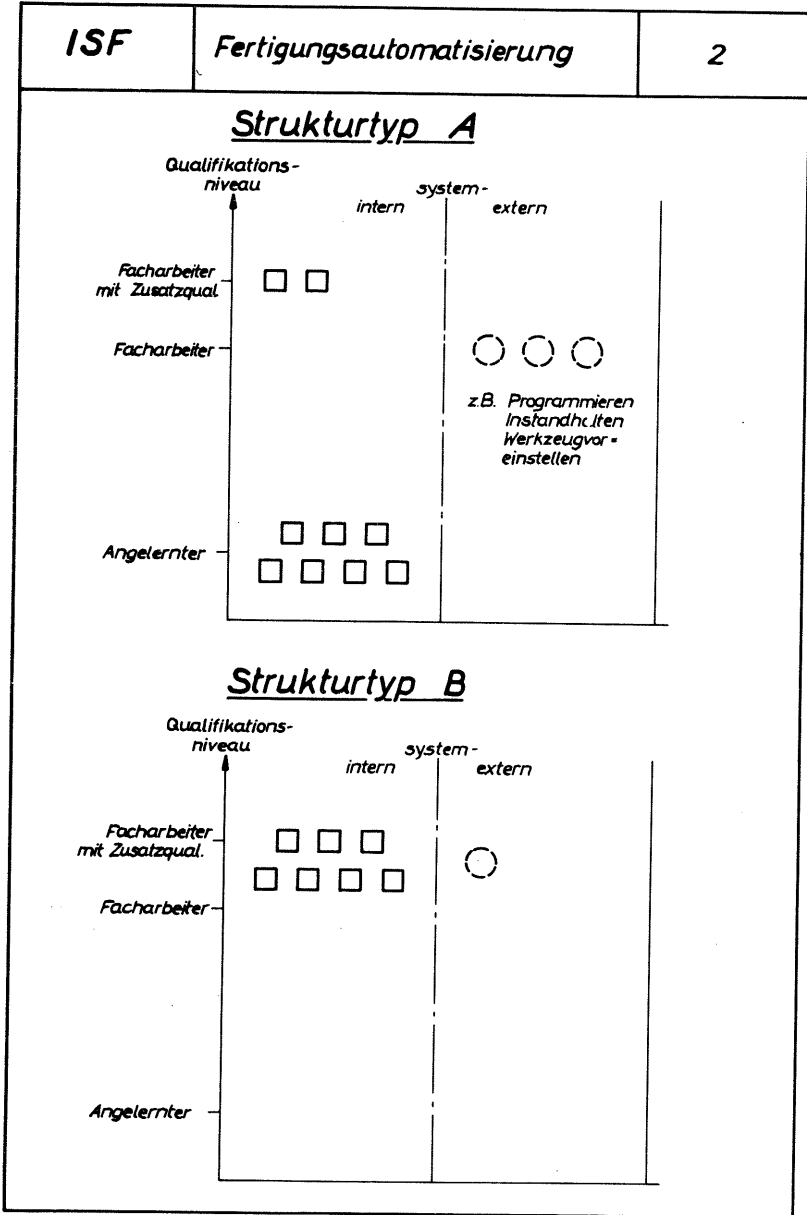 ISF
Fertigungsautomatisierung
2
Strukturtyp A
Qualifikations-
niveau
system-
intern
extern
Facharbeiter
mit Zusatzqual.
Facharbeiter
z.B. Programmieren
Instandhalten
Werkzeugvor-
einstellen
Angelernter
Strukturtyp B
Qualifikations-
niveau
system-
intern
extern
Facharbeiter
mit Zusatzqual.
Facharbeiter
Angelernter